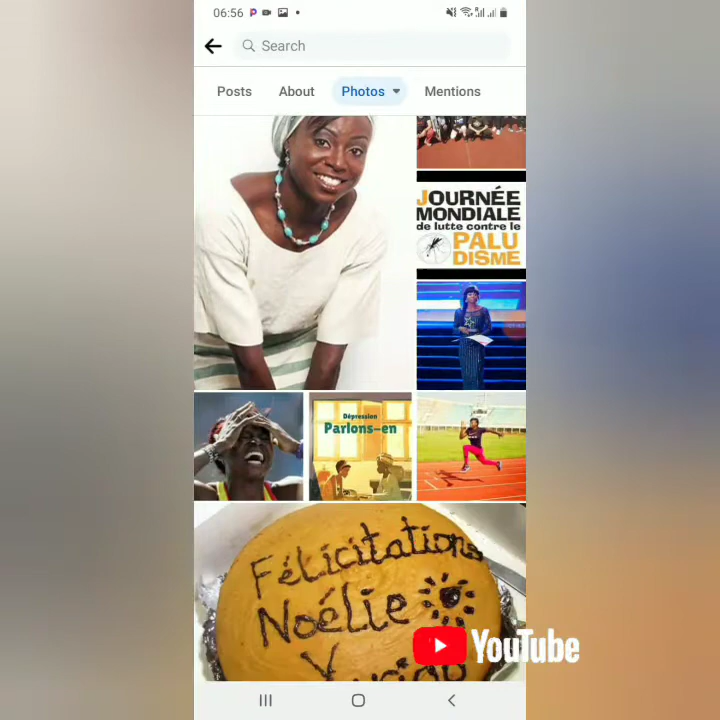 06:56
Search
Posts About Photos Mentions
JOURNÉE
MONDIALE
de lutte contre le
PALU
DISME
Dépression
Parlons-en
Félicitations
Noélie
YouTube